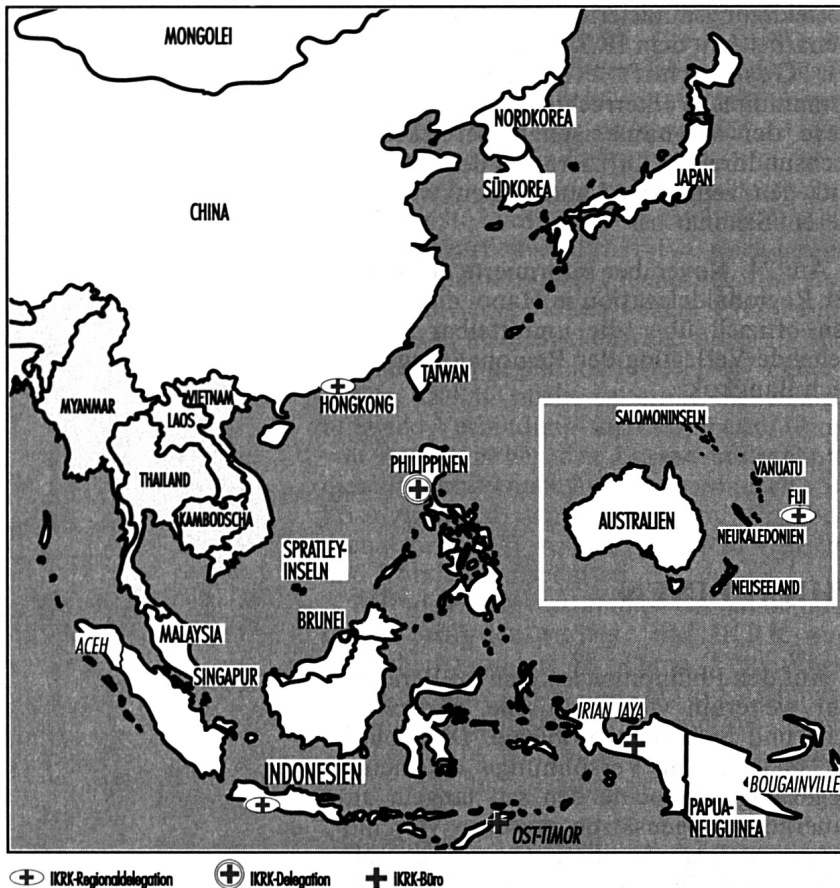 MONGOLEI
NORDKOREA
SÜDKOREA
JAPAN
CHINA
TAIWAN
HONGKONG
VIETNAM
MYANMAR
LAOS
THAILAND
KAMBODSCHA
PHILIPPINEN
SPRATLEY-
INSELN
BRUNEI
MALAYSIA
ACEH
SINGAPUR
INDONESIEN
IRIAN JAYA
BOUGAINVILLE
PAPUA-
NEUGUINEA
OST-TIMOR
SALOMONINSELN
VANUATU
FIJI
AUSTRALIEN
NEUKALEDONIEN
NEUSEELAND
IKRK-Regionaldelegation
IKRK-Delegation
IKRK-Büro